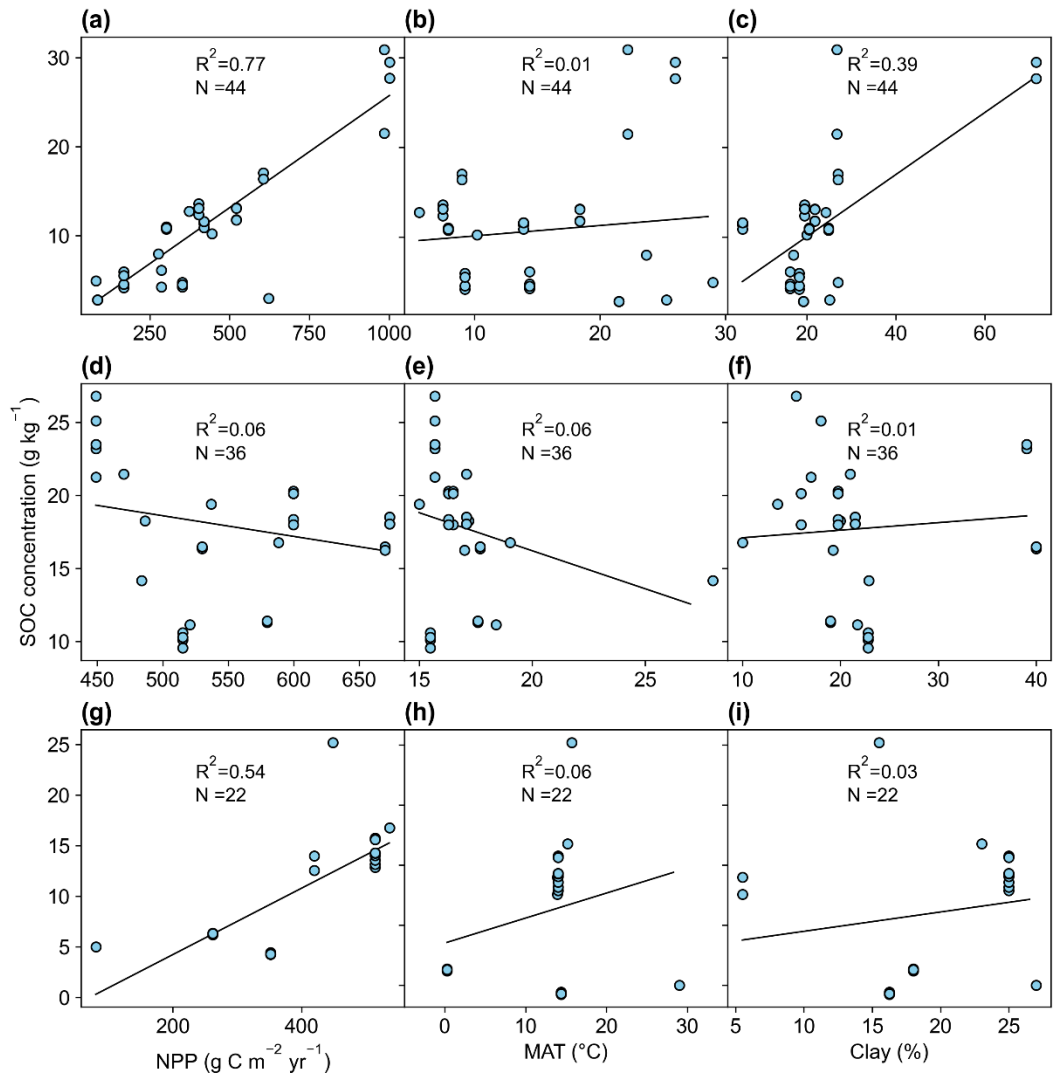 (a)
(b)
(c)
R²=0.77
N =44
R²=0.01
N =44
R²=0.39
N =44
30
20
10
250
500
750
1000
10
20
30
20
40
60
(d)
(e)
(f)
SOC concentration (g kg⁻¹)
R²=0.06
N =36
R²=0.06
N =36
R²=0.01
N =36
25
20
15
10
450
500
550
600
650
15
20
25
10
20
30
40
(g)
(h)
(i)
R²=0.54
N =22
R²=0.06
N =22
R²=0.03
N =22
25
20
15
10
5
0
200
400
0
10
20
30
5
10
15
20
25
NPP (g C m⁻² yr⁻¹)
MAT (°C)
Clay (%)